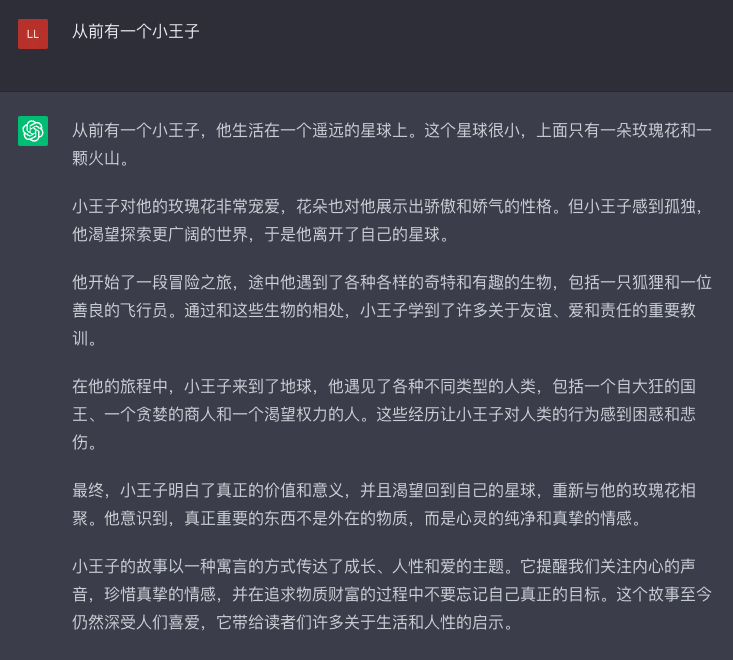 LL
从前有一个小王子
从前有一个小王子，他生活在一个遥远的星球上。这个星球很小，上面只有一朵玫瑰花和一
颗火山。
小王子对他的玫瑰花非常宠爱，花朵也对他展示出骄傲和娇气的性格。但小王子感到孤独，
他渴望探索更广阔的世界，于是他离开了自己的星球。
他开始了一段冒险之旅，途中他遇到了各种各样的奇特和有趣的生物，包括一只狐狸和一位
善良的飞行员。通过和这些生物的相处，小王子学到了许多关于友谊、爱和责任的重要教
训。
在他的旅程中，小王子来到了地球，他遇见了各种不同类型的人类，包括一个自大狂的国
王、一个贪婪的商人和一个渴望权力的人。这些经历让小王子对人类的行为感到困惑和悲
伤。
最终，小王子明白了真正的价值和意义，并且渴望回到自己的星球，重新与他的玫瑰花相
聚。他意识到，真正重要的东西不是外在的物质，而是心灵的纯净和真挚的情感。
小王子的故事以一种寓言的方式传达了成长、人性和爱的主题。它提醒我们关注内心的声
音，珍惜真挚的情感，并在追求物质财富的过程中不要忘记自己真正的目标。这个故事至今
仍然深受人们喜爱，它带给读者们许多关于生活和人性的启示。